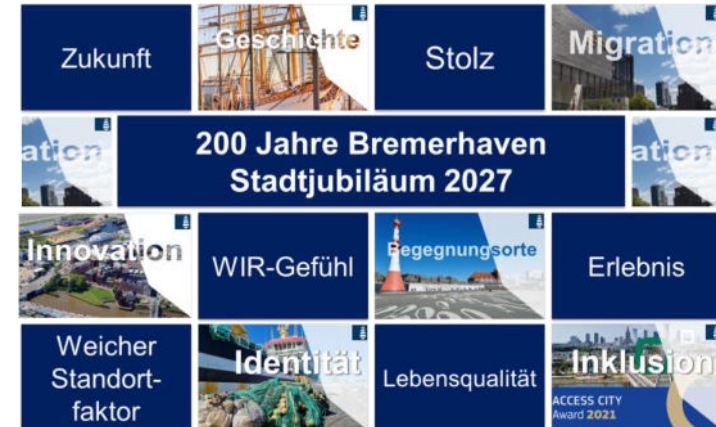 Zukunft
Geschichte
Stolz
Migration
ation
200 Jahre Bremerhaven
Stadtjubiläum 2027
ation
Innovation
WIR-Gefühl
Begegnungsorte
Erlebnis
Weicher
Standort-
faktor
Identität
Lebensqualität
Inklusion
ACCESS CITY
Award 2021